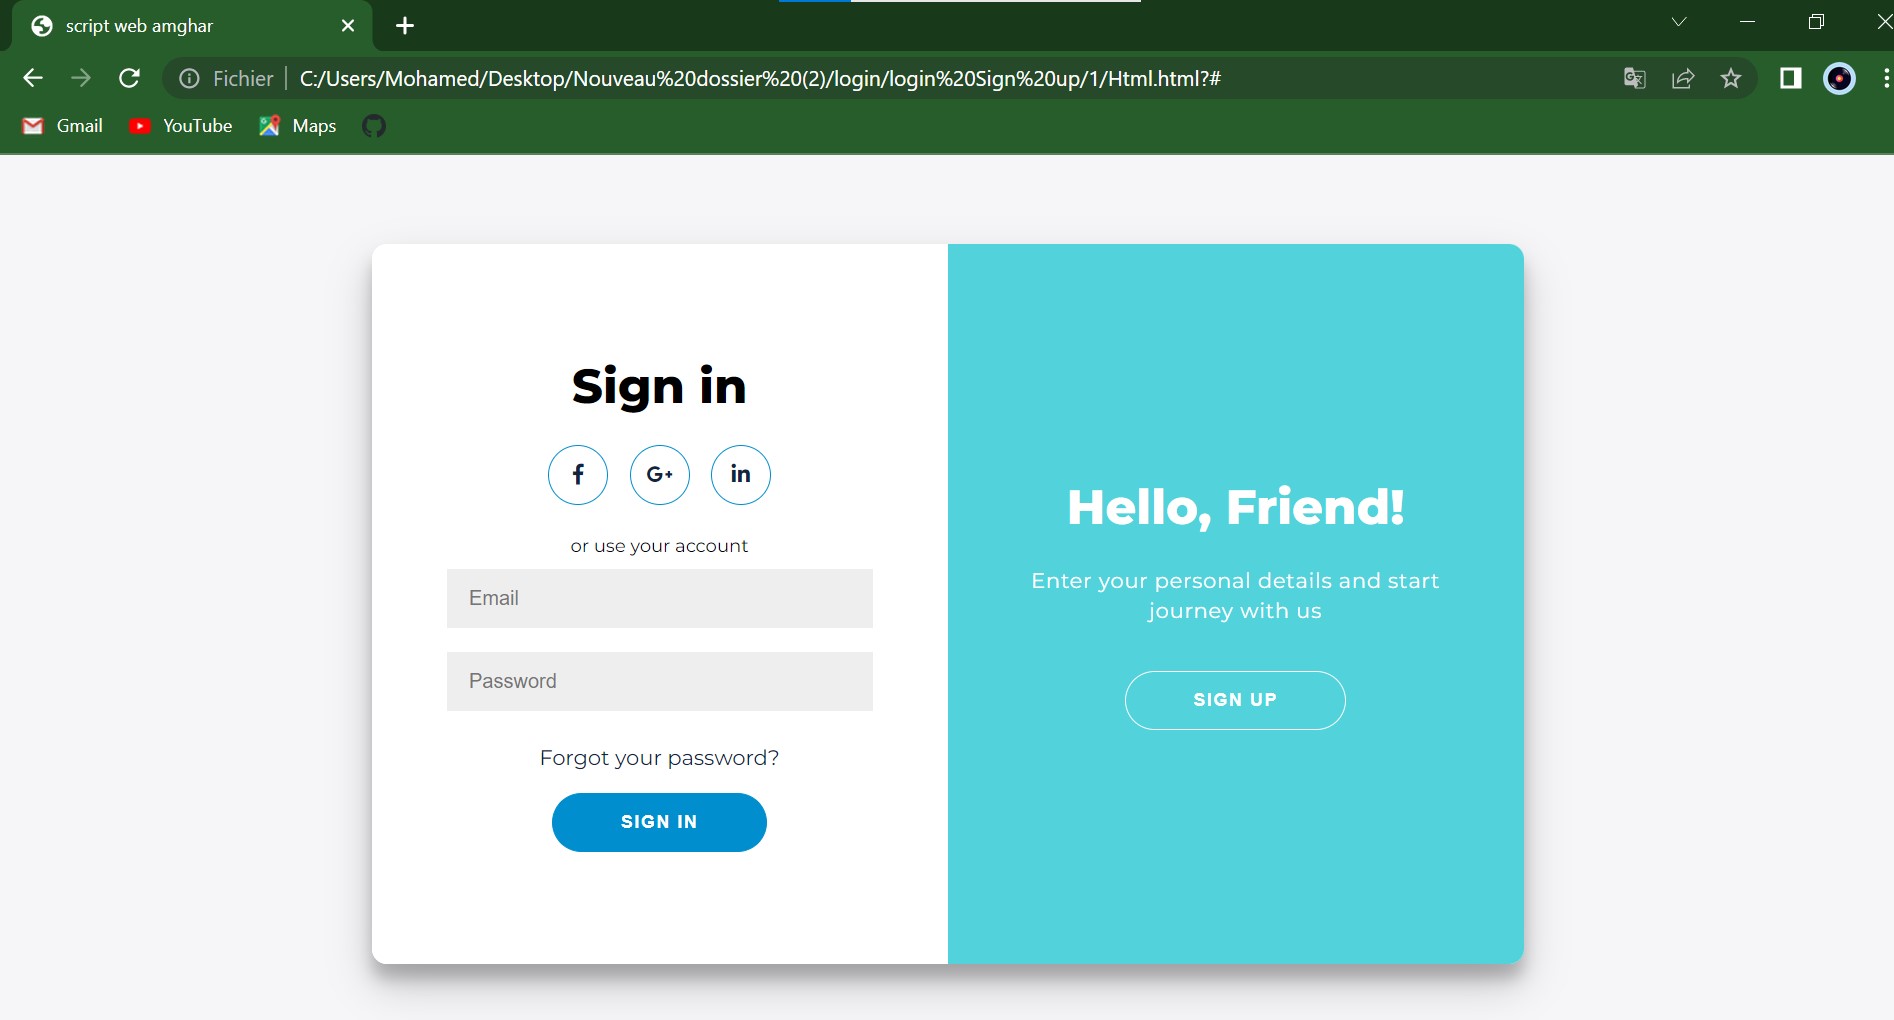 script web amghar
Fichier C:/Users/Mohamed/Desktop/Nouveau%20dossier%20(2)/login/login%20Sign%20up/1/Html.html?#
Gmail YouTube Maps
Sign in
G+
in
or use your account
Email
Password
Forgot your password?
SIGN IN
Hello, Friend!
Enter your personal details and start
journey with us
SIGN UP